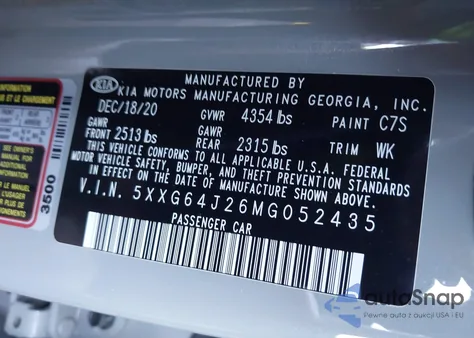 MANUFACTURED BY
KIA KIA MOTORS MANUFACTURING GEORGIA, INC.
DEC/18/20 GVWR 4354 lbs PAINT C7S
GAWR GAWR
FRONT 2513 lbs REAR 2315 lbs TRIM WK
THIS VEHICLE CONFORMS TO ALL APPLICABLE U.S.A. FEDERAL
MOTOR VEHICLE SAFETY, BUMPER, AND THEFT PREVENTION STANDARDS
IN EFFECT ON THE DATE OF MANUFACTURE SHOWN ABOVE.
V.I.N. 5XXG64J26MG052435
PASSENGER CAR
3500
autoSnap
Pewne auta z aukcji USA i EU